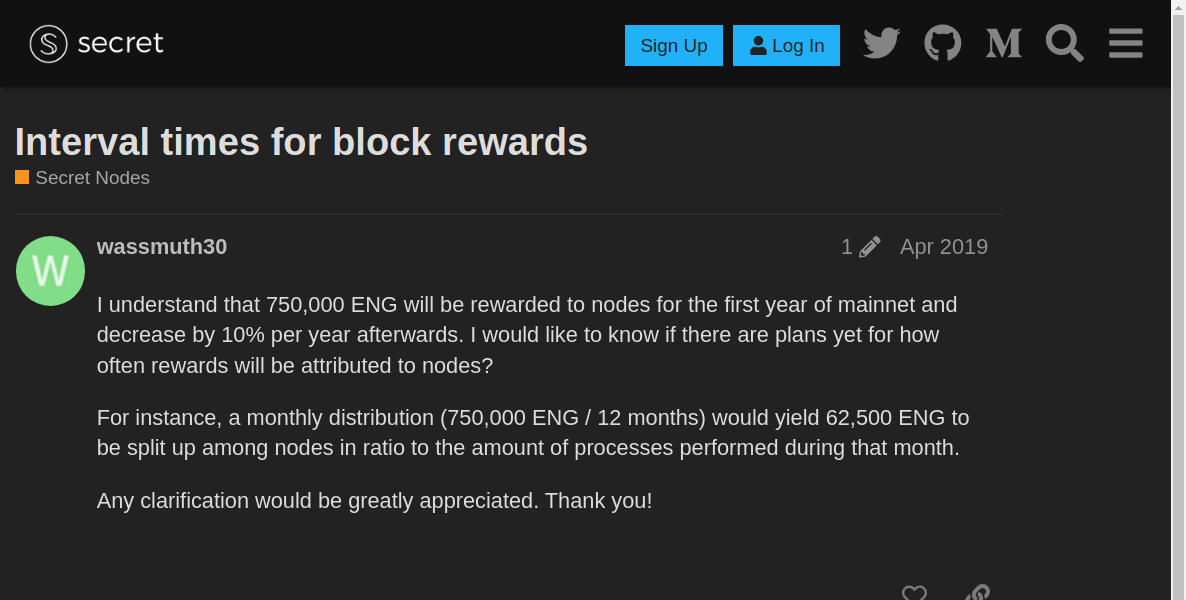 secret
Sign Up
Log In
Interval times for block rewards
Secret Nodes
W
wassmuth30
1
Apr 2019
I understand that 750,000 ENG will be rewarded to nodes for the first year of mainnet and
decrease by 10% per year afterwards. I would like to know if there are plans yet for how
often rewards will be attributed to nodes?
For instance, a monthly distribution (750,000 ENG / 12 months) would yield 62,500 ENG to
be split up among nodes in ratio to the amount of processes performed during that month.
Any clarification would be greatly appreciated. Thank you!